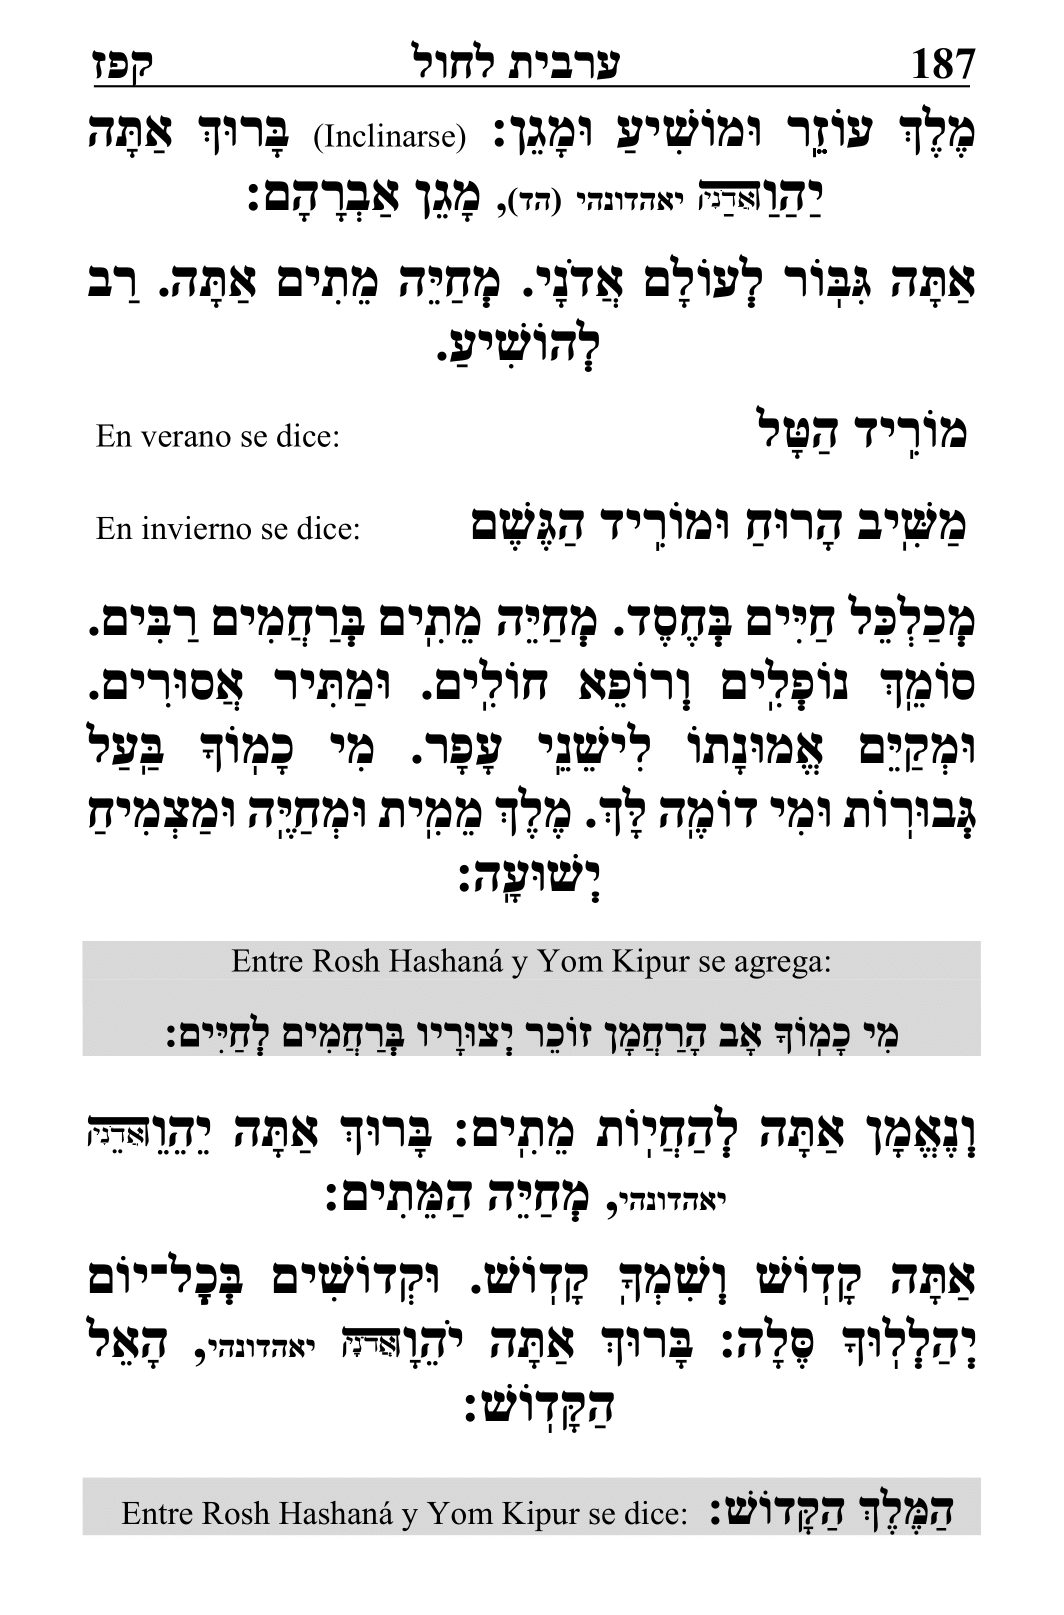 187 ערבית לחול קפז
מֶלֶךְ עוֹזֵר וּמוֹשִׁיעַ וּמָגֵן: (Inclinarse) בָּרוּךְ אַתָּה
יַהַוַהאֲדַנָיַ יאהדונהי (הד), מָגֵן אַבְרָהָם:
אַתָּה גִּבּוֹר לְעוֹלָם אֲדֹנָי. מְחַיֵּה מֵתִים אַתָּה. רַב
לְהוֹשִׁיעַ.
En verano se dice: מוֹרִיד הַטָּל
En invierno se dice: מַשִּׁיב הָרוּחַ וּמוֹרִיד הַגֶּשֶׁם
מְכַלְכֵּל חַיִּים בְּחֶסֶד. מְחַיֵּה מֵתִים בְּרַחֲמִים רַבִּים.
סוֹמֵךְ נוֹפְלִים וְרוֹפֵא חוֹלִים. וּמַתִּיר אֲסוּרִים.
וּמְקַיֵּם אֱמוּנָתוֹ לִישֵׁנֵי עָפָר. מִי כָמוֹךָ בַּעַל
גְּבוּרוֹת וּמִי דוֹמֶה לָּךְ. מֶלֶךְ מֵמִית וּמְחַיֶּה וּמַצְמִיחַ
יְשׁוּעָה:
Entre Rosh Hashaná y Yom Kipur se agrega:
מִי כָמוֹךָ אָב הָרַחֲמָן זוֹכֵר יְצוּרָיו בְּרַחֲמִים לְחַיִּים:
וְנֶאֱמָן אַתָּה לְהַחֲיוֹת מֵתִים: בָּרוּךְ אַתָּה יֵהֵוֵהאֲדֵנֵיֵ
יאהדונהי, מְחַיֵּה הַמֵּתִים:
אַתָּה קָדוֹשׁ וְשִׁמְךָ קָדוֹשׁ. וּקְדוֹשִׁים בְּכָל־יוֹם
יְהַלְלוּךָ סֶּלָה: בָּרוּךְ אַתָּה יֹהֵוָהאֲדֹנָי יאהדונהי, הָאֵל
הַקָּדוֹשׁ:
Entre Rosh Hashaná y Yom Kipur se dice: הַמֶּלֶךְ הַקָּדוֹשׁ: